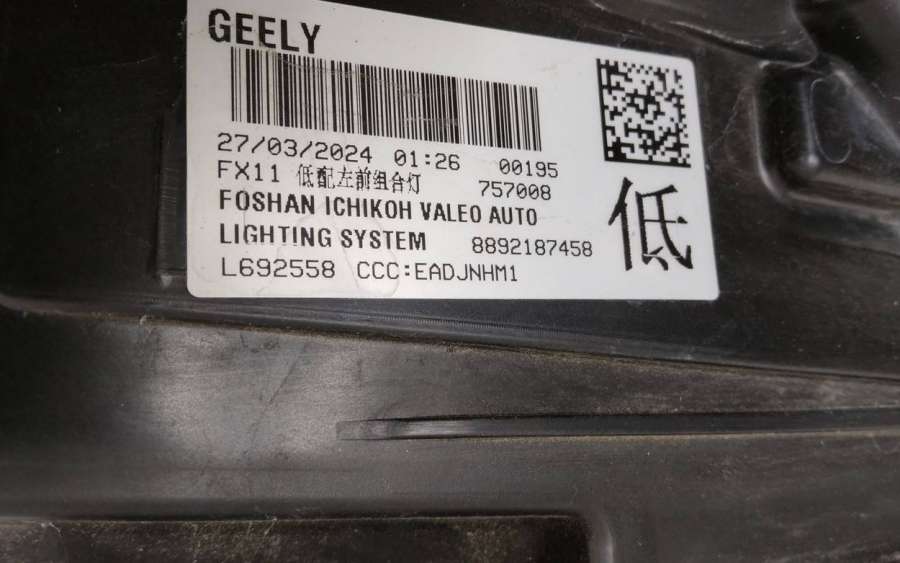 GEELY
27/03/2024 01:26 00195
FX11 低配左前组合灯 757008
FOSHAN ICHIKOH VALEO AUTO
LIGHTING SYSTEM 8892187458
低
L692558 CCC:EADJNHM1